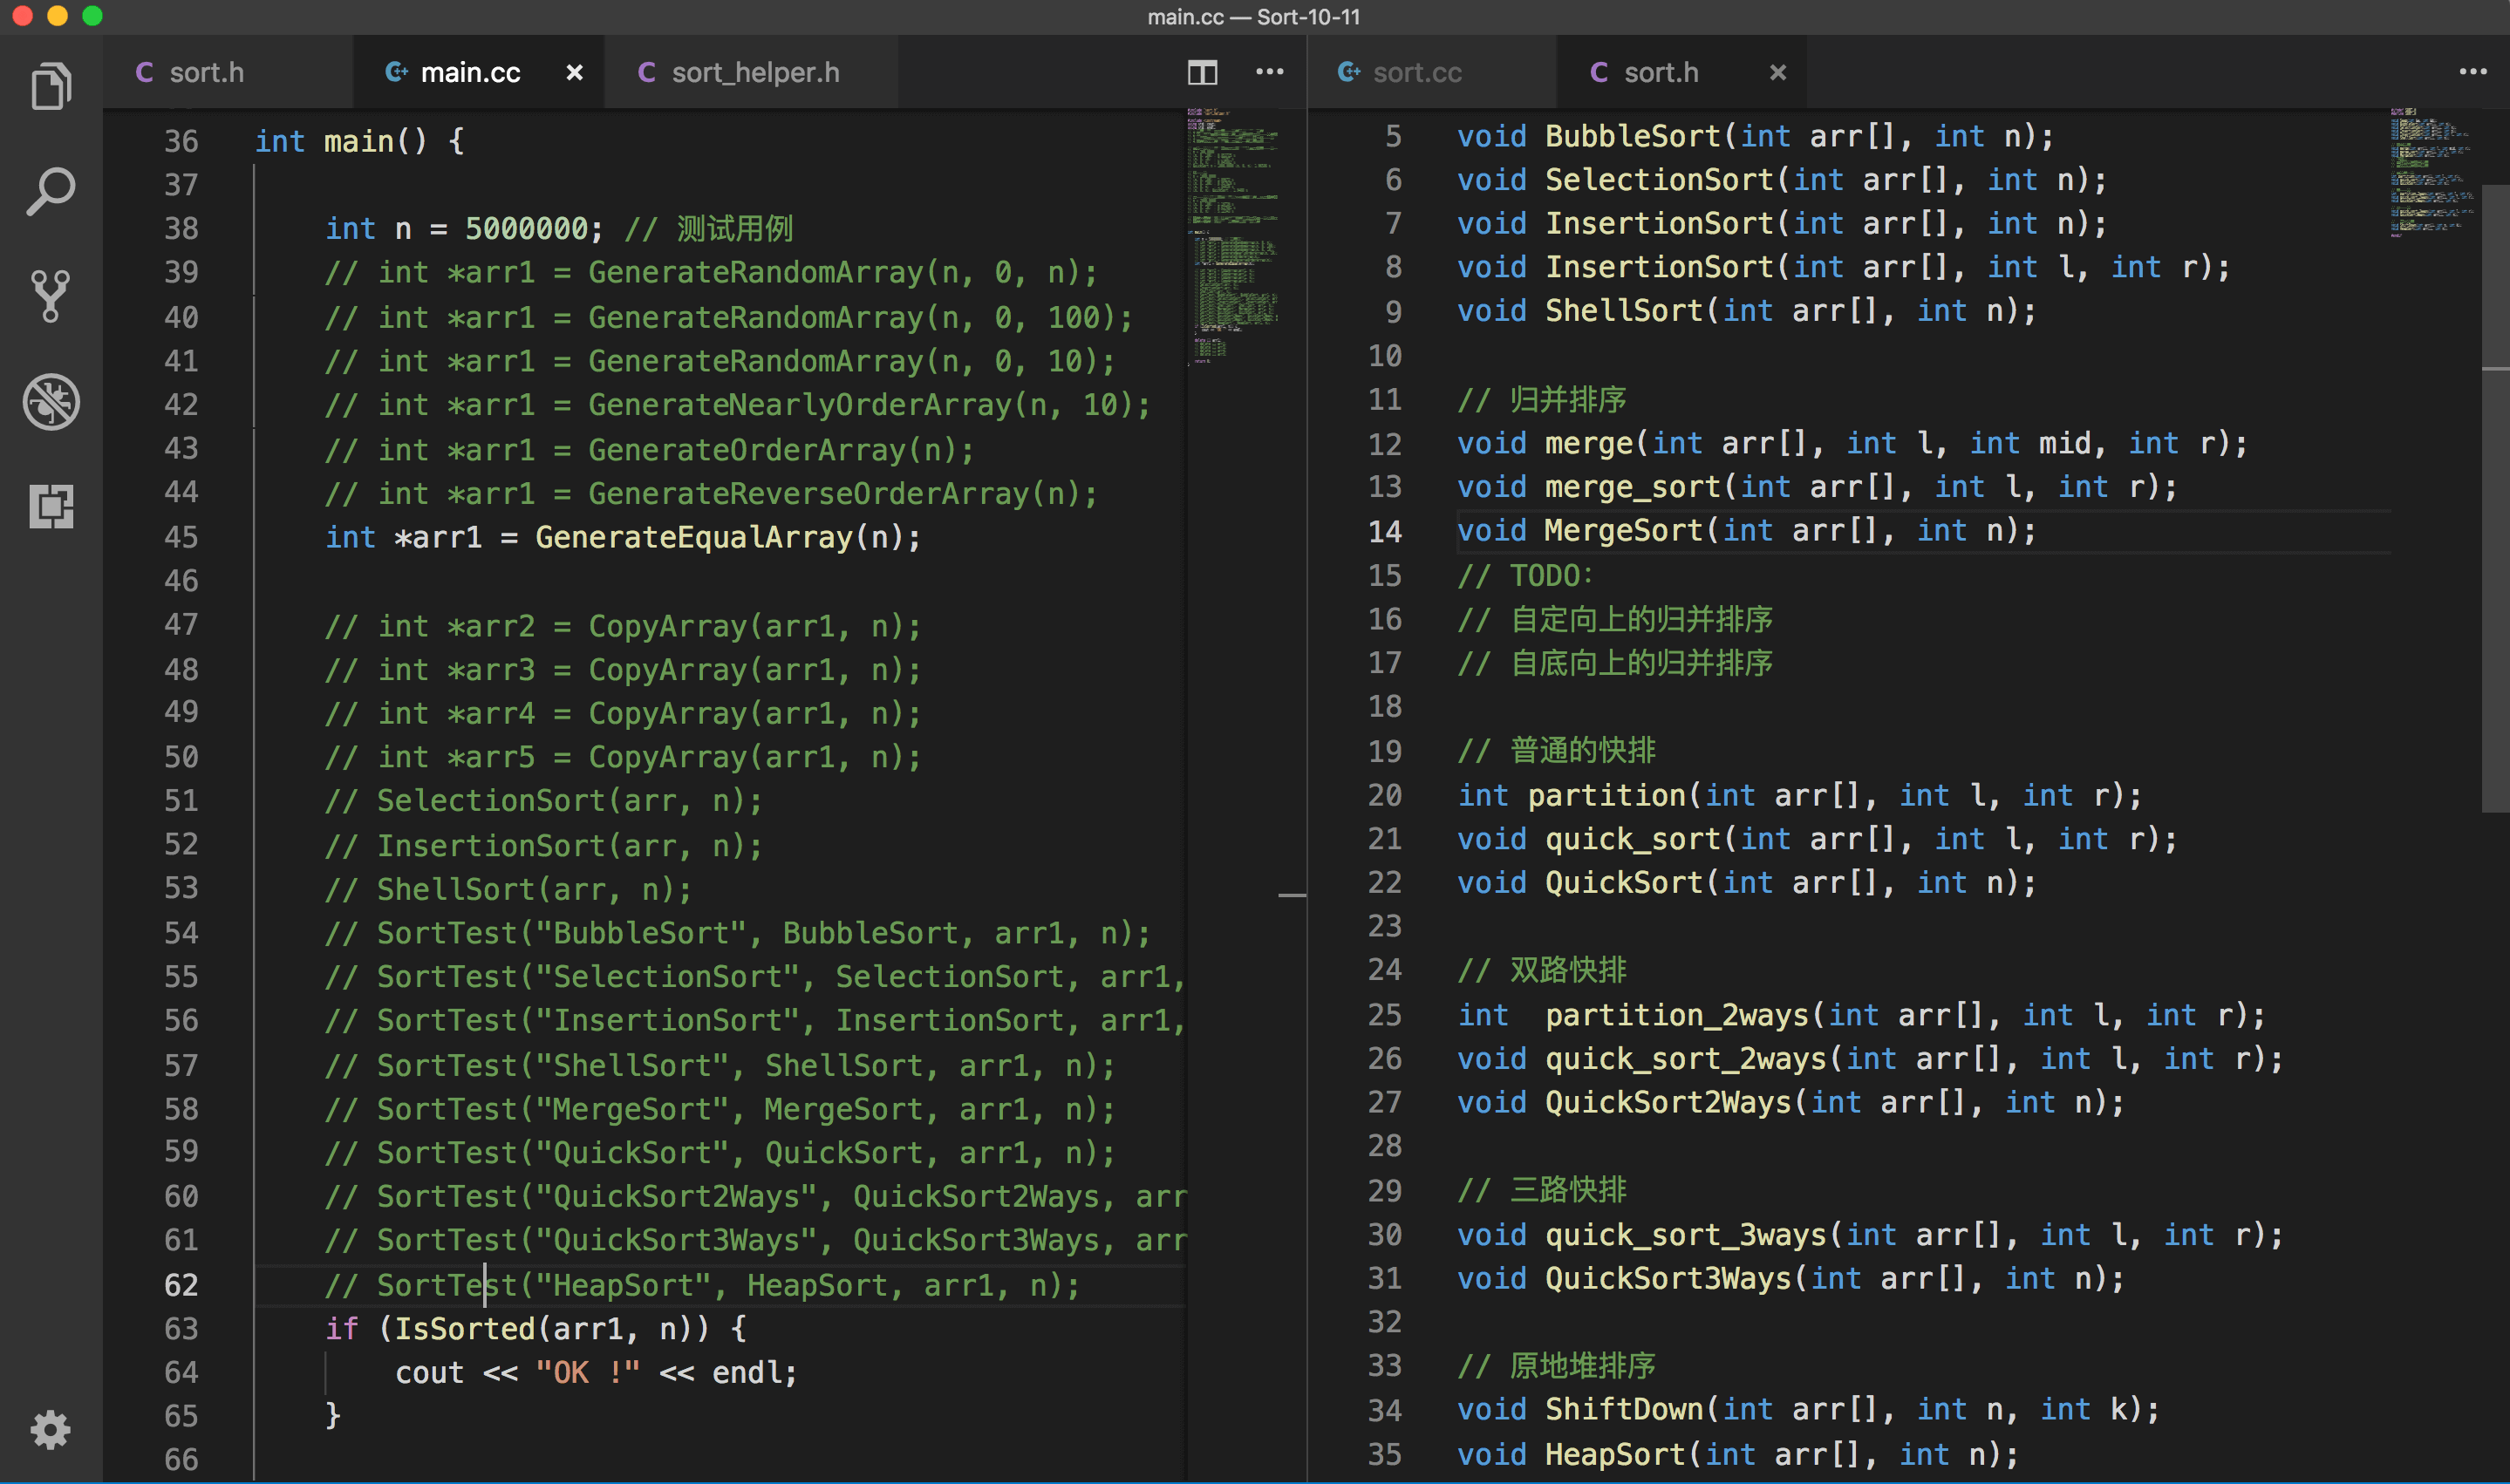 main.cc — Sort-10-11
sort.h
main.cc
sort_helper.h
36 int main() {
37
38 int n = 5000000; // 测试用例
39 // int *arr1 = GenerateRandomArray(n, 0, n);
40 // int *arr1 = GenerateRandomArray(n, 0, 100);
41 // int *arr1 = GenerateRandomArray(n, 0, 10);
42 // int *arr1 = GenerateNearlyOrderArray(n, 10);
43 // int *arr1 = GenerateOrderArray(n);
44 // int *arr1 = GenerateReverseOrderArray(n);
45 int *arr1 = GenerateEqualArray(n);
46
47 // int *arr2 = CopyArray(arr1, n);
48 // int *arr3 = CopyArray(arr1, n);
49 // int *arr4 = CopyArray(arr1, n);
50 // int *arr5 = CopyArray(arr1, n);
51 // SelectionSort(arr, n);
52 // InsertionSort(arr, n);
53 // ShellSort(arr, n);
54 // SortTest("BubbleSort", BubbleSort, arr1, n);
55 // SortTest("SelectionSort", SelectionSort, arr1,
56 // SortTest("InsertionSort", InsertionSort, arr1,
57 // SortTest("ShellSort", ShellSort, arr1, n);
58 // SortTest("MergeSort", MergeSort, arr1, n);
59 // SortTest("QuickSort", QuickSort, arr1, n);
60 // SortTest("QuickSort2Ways", QuickSort2Ways, arr
61 // SortTest("QuickSort3Ways", QuickSort3Ways, arr
62 // SortTest("HeapSort", HeapSort, arr1, n);
63 if (IsSorted(arr1, n)) {
64 cout << "OK !" << endl;
65 }
66
sort.cc
sort.h
5 void BubbleSort(int arr[], int n);
6 void SelectionSort(int arr[], int n);
7 void InsertionSort(int arr[], int n);
8 void InsertionSort(int arr[], int l, int r);
9 void ShellSort(int arr[], int n);
10
11 // 归并排序
12 void merge(int arr[], int l, int mid, int r);
13 void merge_sort(int arr[], int l, int r);
14 void MergeSort(int arr[], int n);
15 // TODO:
16 // 自定向上的归并排序
17 // 自底向上的归并排序
18
19 // 普通的快排
20 int partition(int arr[], int l, int r);
21 void quick_sort(int arr[], int l, int r);
22 void QuickSort(int arr[], int n);
23
24 // 双路快排
25 int  partition_2ways(int arr[], int l, int r);
26 void quick_sort_2ways(int arr[], int l, int r);
27 void QuickSort2Ways(int arr[], int n);
28
29 // 三路快排
30 void quick_sort_3ways(int arr[], int l, int r);
31 void QuickSort3Ways(int arr[], int n);
32
33 // 原地堆排序
34 void ShiftDown(int arr[], int n, int k);
35 void HeapSort(int arr[], int n);